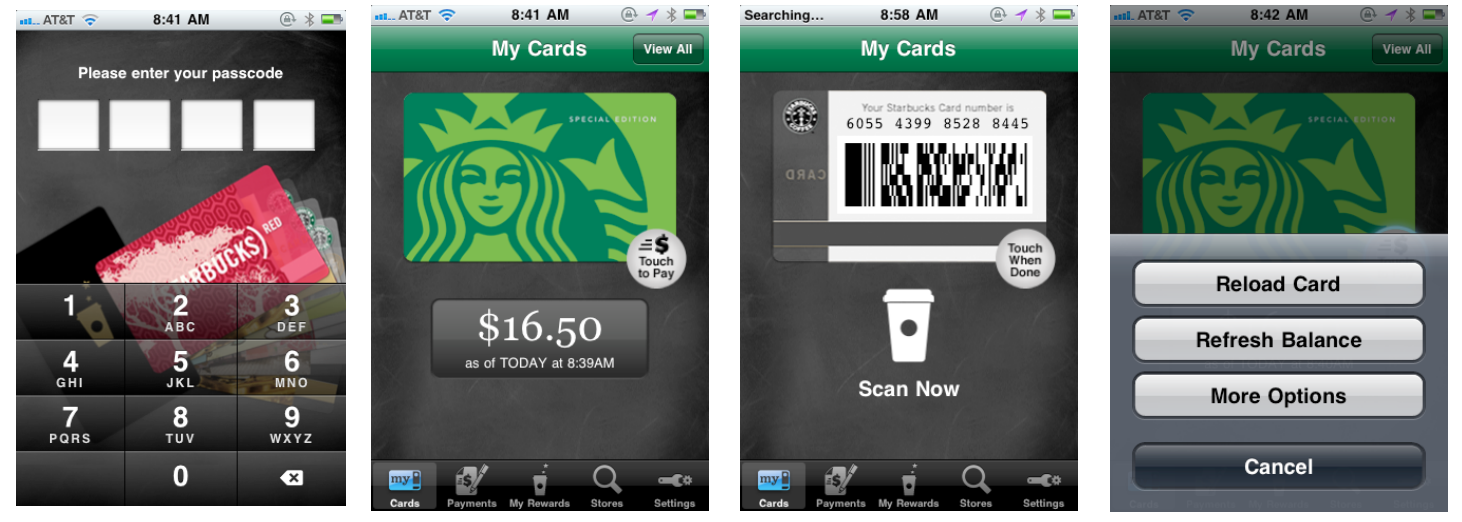 AT&T 8:41 AM
Please enter your passcode
STARBUCKS) RED
1
2 ABC
3 DEF
4 GHI
5 JKL
6 MNO
7 PQRS
8 TUV
9 WXYZ
0
AT&T 8:41 AM
My Cards View All
SPECIAL EDITION
$ Touch to Pay
$16.50
as of TODAY at 8:39AM
my
Cards Payments My Rewards Stores Settings
Searching... 8:58 AM
My Cards
STARBUCKS COFFEE
Your Starbucks Card number is
6055 4399 8528 8445
CARD
Touch
When
Done
Scan Now
my
Cards Payments My Rewards Stores Settings
AT&T 8:42 AM
My Cards View All
SPECIAL EDITION
Reload Card
Refresh Balance
More Options
Cancel